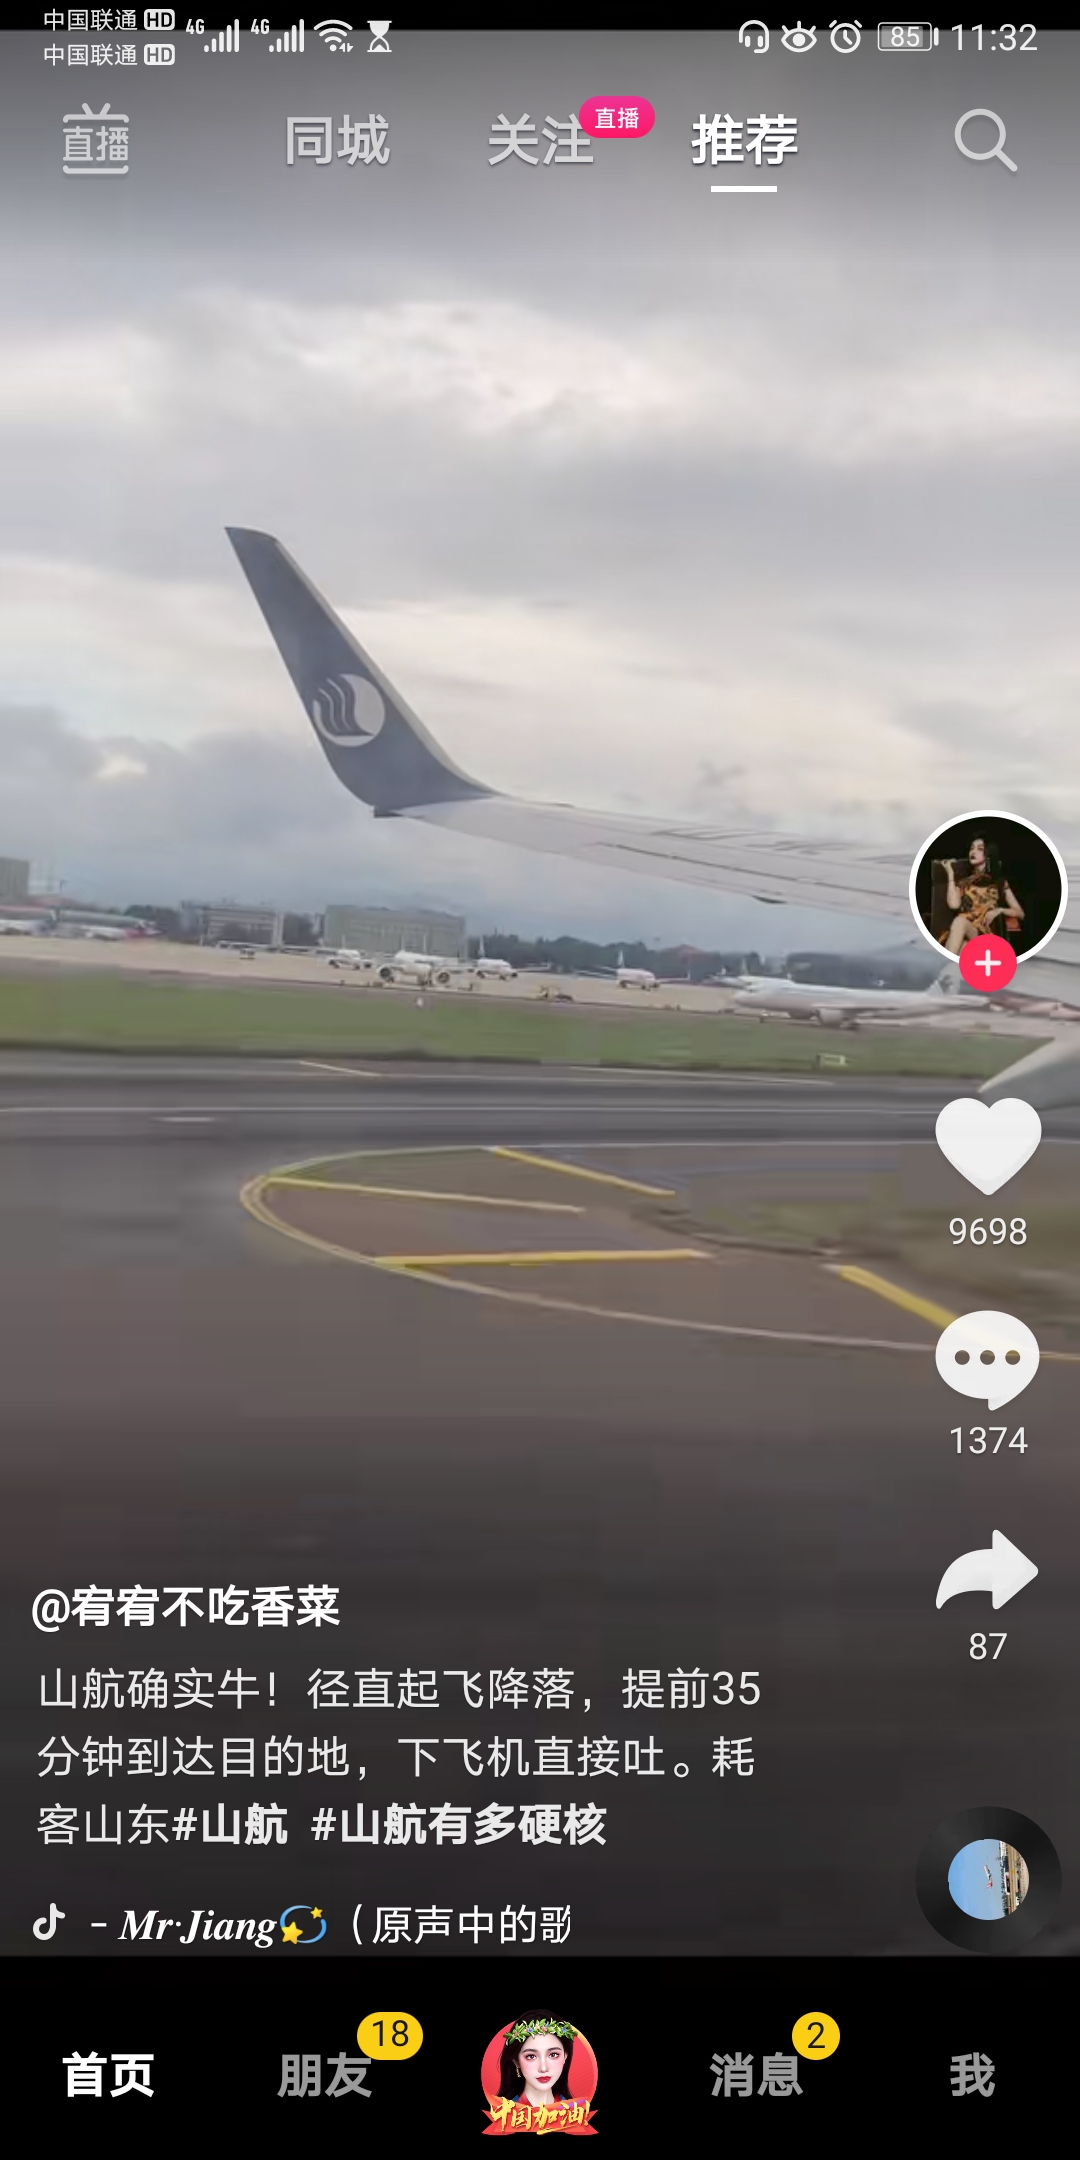 中国联通 HD 4G 4G 85 11:32
中国联通 HD
直播 同城 关注 直播 推荐
9698
1374
87
@宥宥不吃香菜
山航确实牛！径直起飞降落，提前35
分钟到达目的地，下飞机直接吐。耗
客山东#山航 #山航有多硬核
- Mr·Jiang💫（原声中的歌
18 2
首页 朋友 中国加油! 消息 我